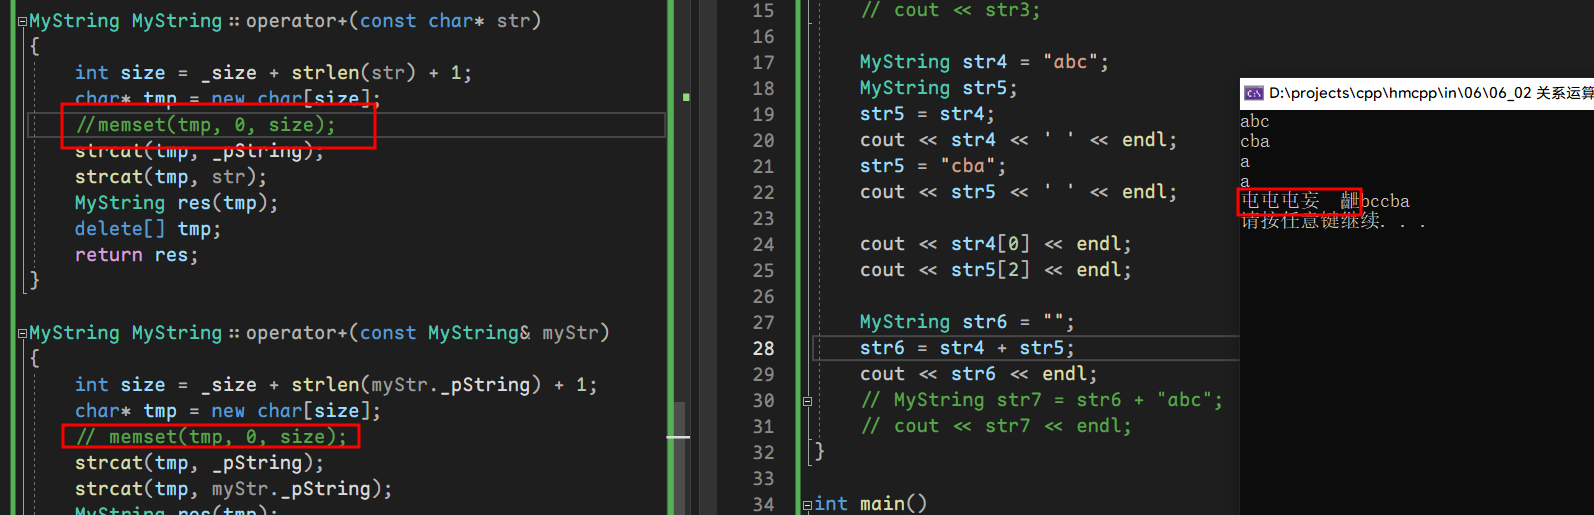 MyString MyString::operator+(const char* str)
{
int size = _size + strlen(str) + 1;
char* tmp = new char[size];
//memset(tmp, 0, size);
strcat(tmp, _pString);
strcat(tmp, str);
MyString res(tmp);
delete[] tmp;
return res;
}
MyString MyString::operator+(const MyString& myStr)
{
int size = _size + strlen(myStr._pString) + 1;
char* tmp = new char[size];
// memset(tmp, 0, size);
strcat(tmp, _pString);
strcat(tmp, myStr._pString);
MyString res(tmp);
15 // cout << str3;
16
17 MyString str4 = "abc";
18 MyString str5;
19 str5 = str4;
20 cout << str4 << ' ' << endl;
21 str5 = "cba";
22 cout << str5 << ' ' << endl;
23
24 cout << str4[0] << endl;
25 cout << str5[2] << endl;
26
27 MyString str6 = "";
28 str6 = str4 + str5;
29 cout << str6 << endl;
30 // MyString str7 = str6 + "abc";
31 // cout << str7 << endl;
32 }
33
34 int main()
D:\projects\cpp\hmcpp\in\06\06_02 关系运算
abc
cba
a
a
屯屯屯妄 bccba
请按任意键继续. . .